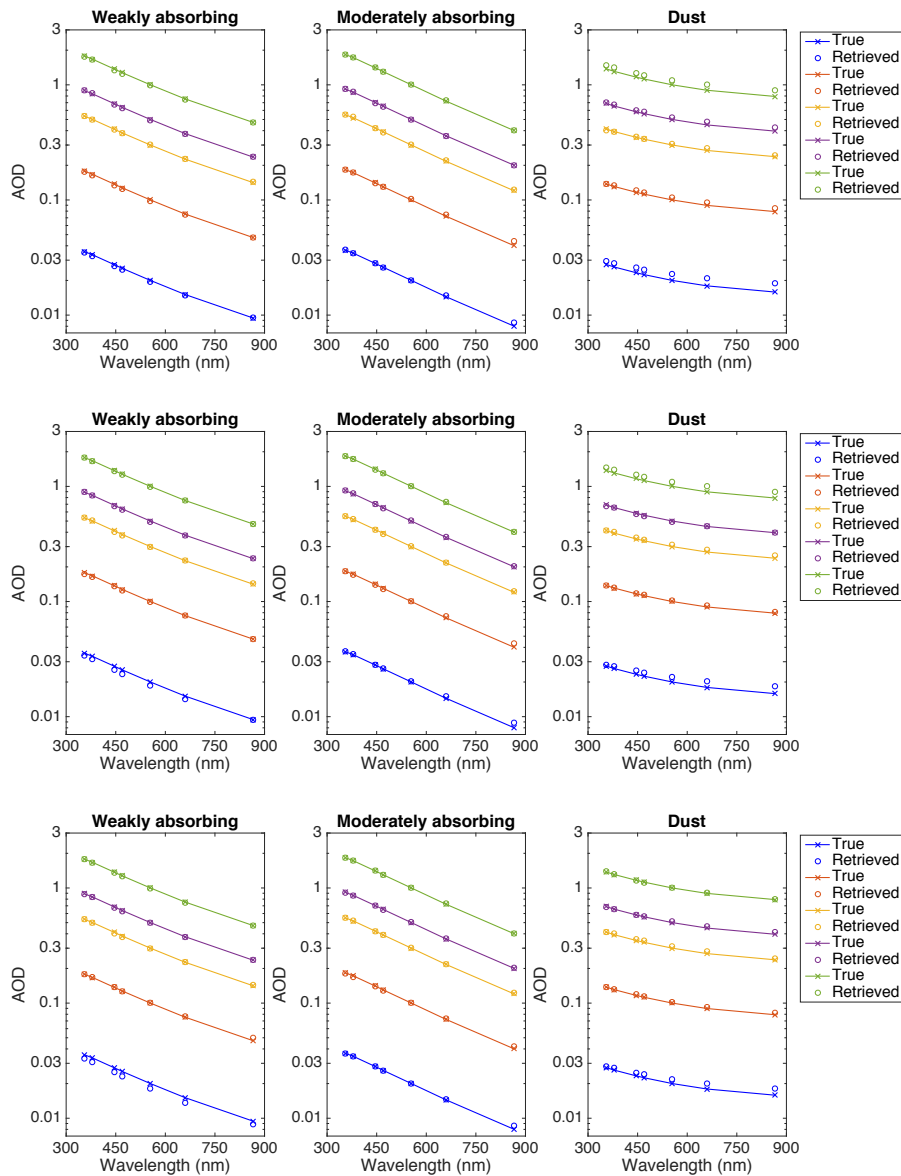 Weakly absorbing
3
1
0.3
0.1
0.03
0.01
AOD
300 450 600 750 900
Wavelength (nm)
Moderately absorbing
3
1
0.3
0.1
0.03
0.01
AOD
300 450 600 750 900
Wavelength (nm)
Dust
3
1
0.3
0.1
0.03
0.01
AOD
300 450 600 750 900
Wavelength (nm)
True
Retrieved
True
Retrieved
True
Retrieved
True
Retrieved
True
Retrieved
Weakly absorbing
3
1
0.3
0.1
0.03
0.01
AOD
300 450 600 750 900
Wavelength (nm)
Moderately absorbing
3
1
0.3
0.1
0.03
0.01
AOD
300 450 600 750 900
Wavelength (nm)
Dust
3
1
0.3
0.1
0.03
0.01
AOD
300 450 600 750 900
Wavelength (nm)
True
Retrieved
True
Retrieved
True
Retrieved
True
Retrieved
True
Retrieved
Weakly absorbing
3
1
0.3
0.1
0.03
0.01
AOD
300 450 600 750 900
Wavelength (nm)
Moderately absorbing
3
1
0.3
0.1
0.03
0.01
AOD
300 450 600 750 900
Wavelength (nm)
Dust
3
1
0.3
0.1
0.03
0.01
AOD
300 450 600 750 900
Wavelength (nm)
True
Retrieved
True
Retrieved
True
Retrieved
True
Retrieved
True
Retrieved